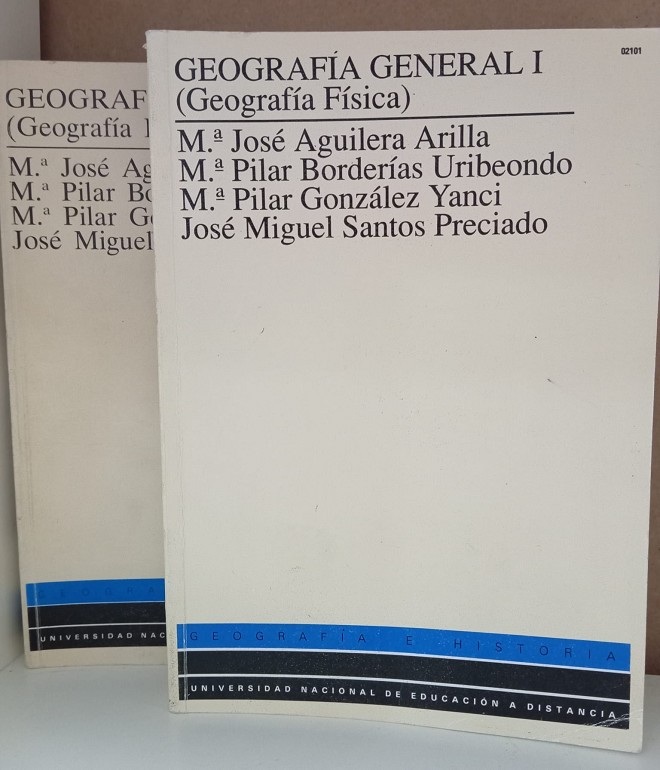 GEOGRAFÍA GENERAL I
02101
(Geografía Física)
M.ª José Aguilera Arilla
M.ª Pilar Borderías Uribeondo
M.ª Pilar González Yanci
José Miguel Santos Preciado
GEOGRAFÍA E HISTORIA
UNIVERSIDAD NACIONAL DE EDUCACIÓN A DISTANCIA
GEOGRAF
(Geografía
M.ª José Ag
M.ª Pilar Bo
M.ª Pilar G
José Miguel
GEOGRA
UNIVERSIDAD NAC